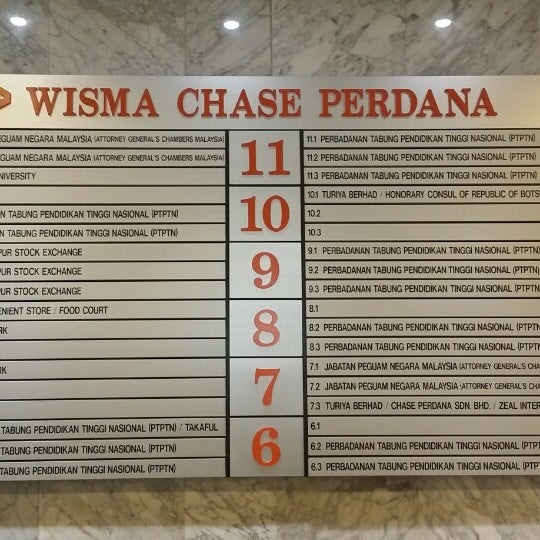 WISMA CHASE PERDANA
PEGUAM NEGARA MALAYSIA (ATTORNEY GENERAL'S CHAMBERS MALAYSIA)
PEGUAM NEGARA MALAYSIA (ATTORNEY GENERAL'S CHAMBERS MALAYSIA)
NIVERSITY
N TABUNG PENDIDIKAN TINGGI NASIONAL (PTPTN)
N TABUNG PENDIDIKAN TINGGI NASIONAL (PTPTN)
PUR STOCK EXCHANGE
PUR STOCK EXCHANGE
PUR STOCK EXCHANGE
ENIENT STORE / FOOD COURT
RK
RK
TABUNG PENDIDIKAN TINGGI NASIONAL (PTPTN) / TAKAFUL
TABUNG PENDIDIKAN TINGGI NASIONAL (PTPTN)
TABUNG PENDIDIKAN TINGGI NASIONAL (PTPTN)
11
10
9
8
7
6
11.1 PERBADANAN TABUNG PENDIDIKAN TINGGI NASIONAL (PTPTN)
11.2 PERBADANAN TABUNG PENDIDIKAN TINGGI NASIONAL (PTPTN)
11.3 PERBADANAN TABUNG PENDIDIKAN TINGGI NASIONAL (PTPTN)
10.1 TURIYA BERHAD / HONORARY CONSUL OF REPUBLIC OF BOTS
10.2
10.3
9.1 PERBADANAN TABUNG PENDIDIKAN TINGGI NASIONAL (PTPTN)
9.2 PERBADANAN TABUNG PENDIDIKAN TINGGI NASIONAL (PTPTN)
9.3 PERBADANAN TABUNG PENDIDIKAN TINGGI NASIONAL (PTPTN)
8.1
8.2 PERBADANAN TABUNG PENDIDIKAN TINGGI NASIONAL (PTPTN)
8.3 PERBADANAN TABUNG PENDIDIKAN TINGGI NASIONAL (PTPTN)
7.1 JABATAN PEGUAM NEGARA MALAYSIA (ATTORNEY GENERAL'S CHA
7.2 JABATAN PEGUAM NEGARA MALAYSIA (ATTORNEY GENERAL'S CHA
7.3 TURIYA BERHAD / CHASE PERDANA SDN. BHD. / ZEAL INTER
6.1
6.2 PERBADANAN TABUNG PENDIDIKAN TINGGI NASIONAL (PTPTN)
6.3 PERBADANAN TABUNG PENDIDIKAN TINGGI NASIONAL (PTPTN)